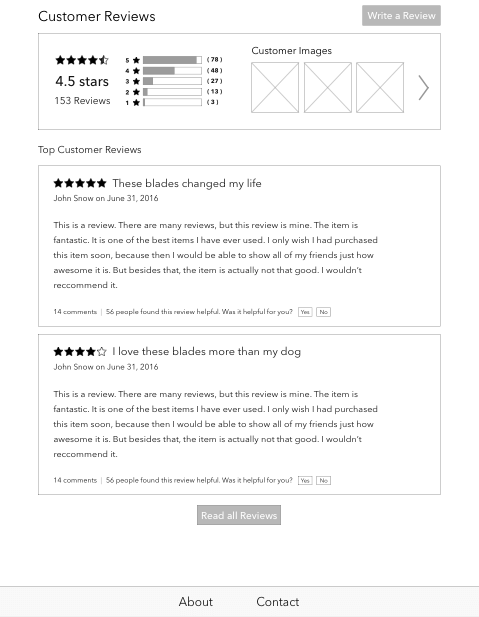 Customer Reviews
Write a Review
4.5 stars
153 Reviews
5 (78)
4 (48)
3 (27)
2 (13)
1 (3)
Customer Images
Top Customer Reviews
These blades changed my life
John Snow on June 31, 2016
This is a review. There are many reviews, but this review is mine. The item is
fantastic. It is one of the best items I have ever used. I only wish I had purchased
this item soon, because then I would be able to show all of my friends just how
awesome it is. But besides that, the item is actually not that good. I wouldn't
reccommend it.
14 comments | 56 people found this review helpful. Was it helpful for you? Yes No
I love these blades more than my dog
John Snow on June 31, 2016
This is a review. There are many reviews, but this review is mine. The item is
fantastic. It is one of the best items I have ever used. I only wish I had purchased
this item soon, because then I would be able to show all of my friends just how
awesome it is. But besides that, the item is actually not that good. I wouldn't
reccommend it.
14 comments | 56 people found this review helpful. Was it helpful for you? Yes No
Read all Reviews
About Contact